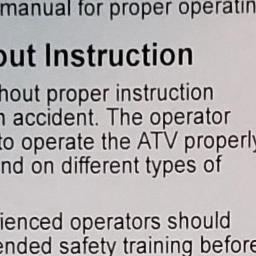 manual for proper operatin
out Instruction
hout proper instruction
n accident. The operator
to operate the ATV properly
nd on different types of
ienced operators should
ended safety training before